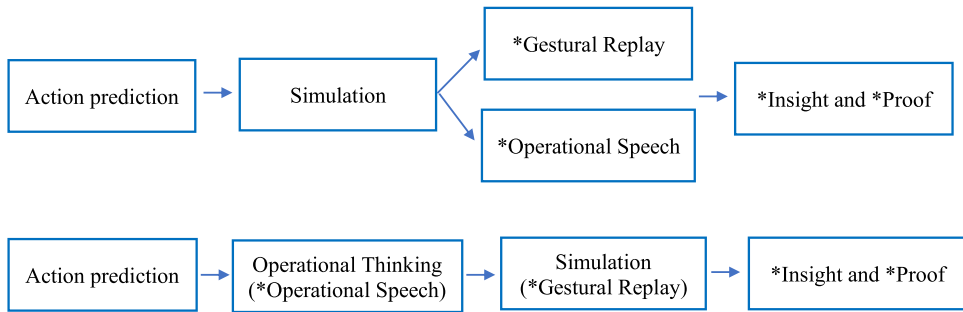 *Gestural Replay
Action prediction
Simulation
*Insight and *Proof
*Operational Speech
Action prediction
Operational Thinking
(*Operational Speech)
Simulation
(*Gestural Replay)
*Insight and *Proof